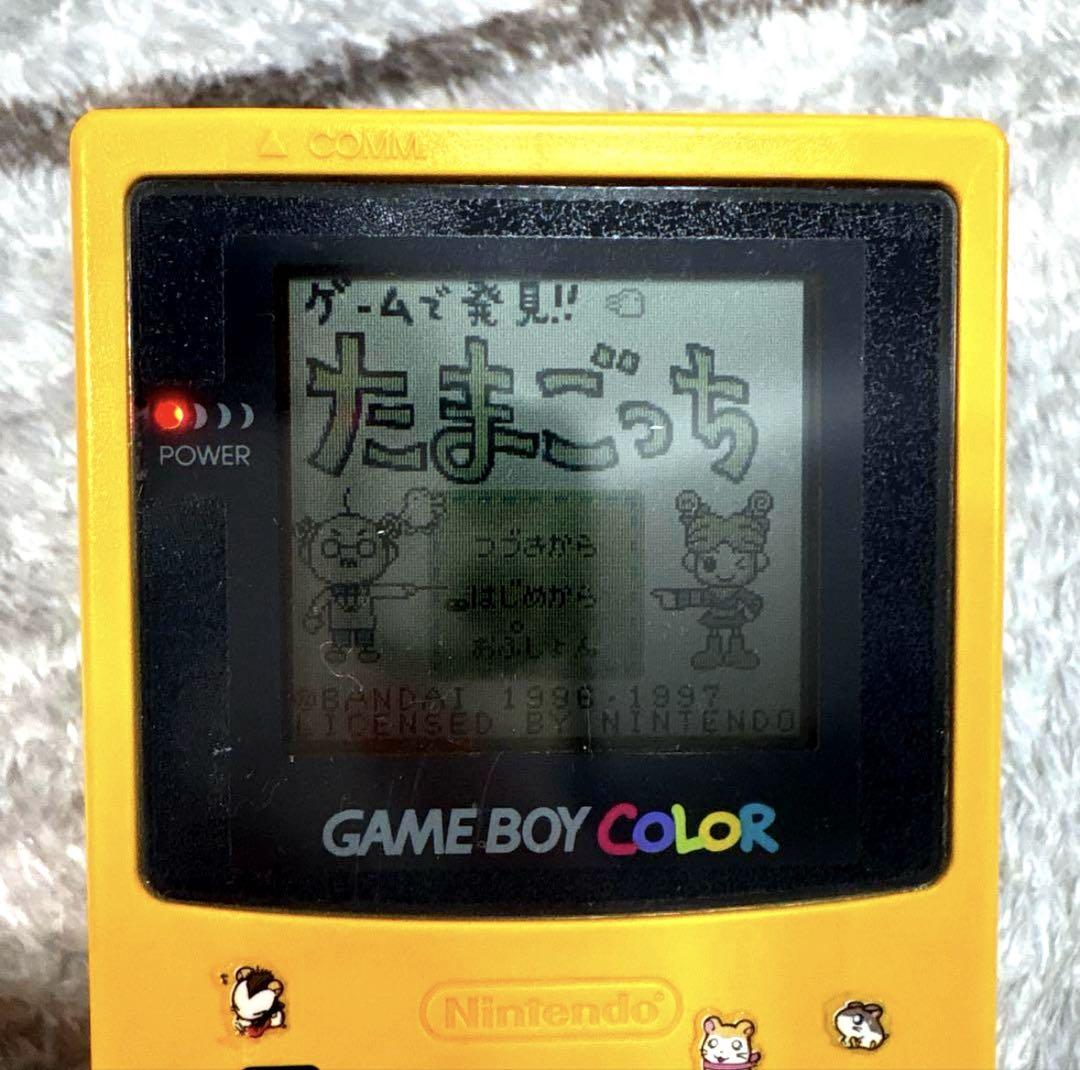 △ COMM.
ゲームで発見!!
たまごっち
POWER
つづきから
はじめから
おぷしょん
©BANDAI 1996・1997
LICENSED BY NINTENDO
GAME BOY COLOR
Nintendo®